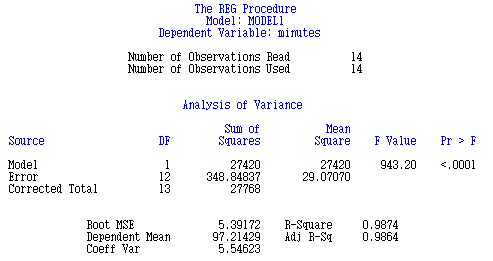 The REG Procedure
Model: MODEL1
Dependent Variable: minutes
Number of Observations Read 14
Number of Observations Used 14
Analysis of Variance
Sum of Mean
Source DF Squares Square F Value Pr > F
Model 1 27420 27420 943.20 <.0001
Error 12 348.84837 29.07070
Corrected Total 13 27768
Root MSE 5.39172 R-Square 0.9874
Dependent Mean 97.21429 Adj R-Sq 0.9864
Coeff Var 5.54623